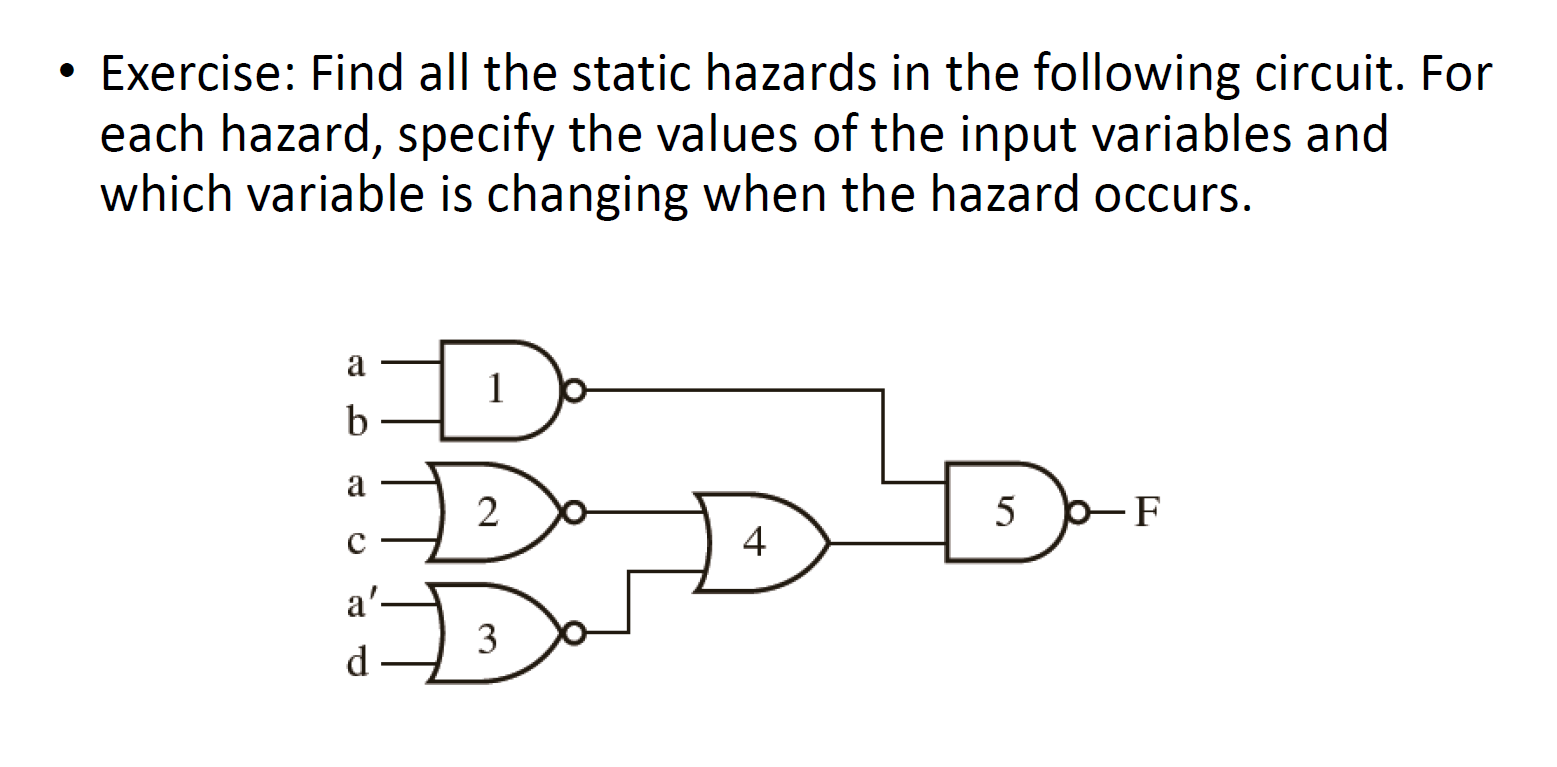 • Exercise: Find all the static hazards in the following circuit. For
each hazard, specify the values of the input variables and
which variable is changing when the hazard occurs.
a
1
b
a
2
c
4
5
F
a'
3
d